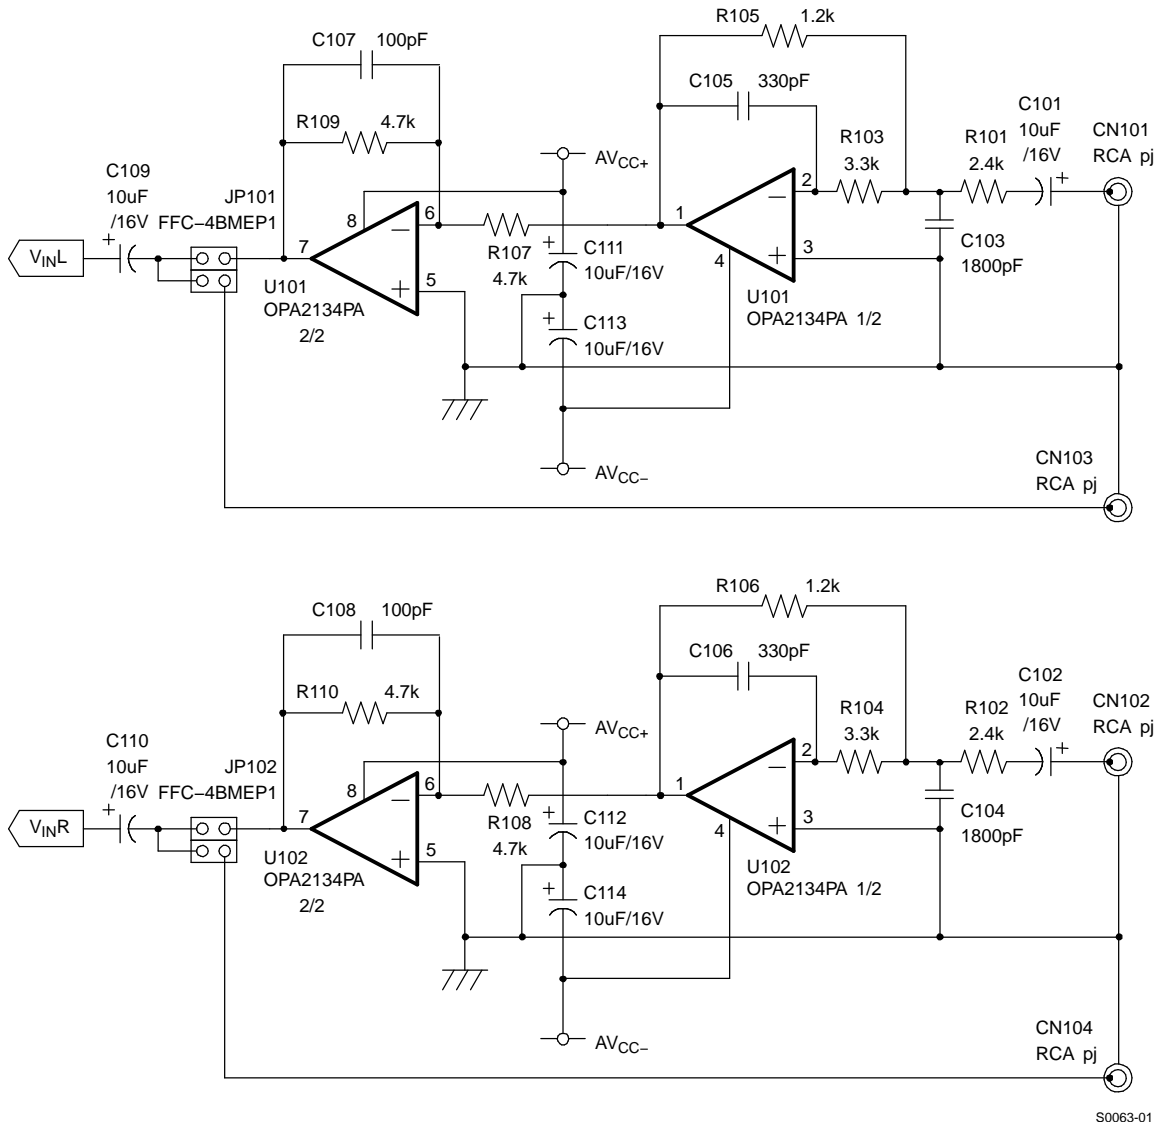 R105 1.2k
C107 100pF
C105 330pF
C101
10uF
/16V
CN101
RCA pj
R109 4.7k
R103
3.3k
R101
2.4k
AVCC+
C109
10uF
/16V
JP101
FFC–4BMEP1
8
6
2
1
+
+
+
+
−
−
VINL
7
R107
4.7k
C111
10uF/16V
4
3
C103
1800pF
5
+
+
U101
OPA2134PA
2/2
U101
OPA2134PA 1/2
C113
10uF/16V
CN103
RCA pj
AVCC–
R106 1.2k
C108 100pF
C106 330pF
C102
10uF
/16V
CN102
RCA pj
R110 4.7k
R104
3.3k
R102
2.4k
AVCC+
C110
10uF
/16V
JP102
FFC–4BMEP1
8
6
2
1
+
+
+
+
−
−
VINR
7
R108
4.7k
C112
10uF/16V
4
3
C104
1800pF
5
+
+
U102
OPA2134PA
2/2
U102
OPA2134PA 1/2
C114
10uF/16V
CN104
RCA pj
AVCC–
S0063-01